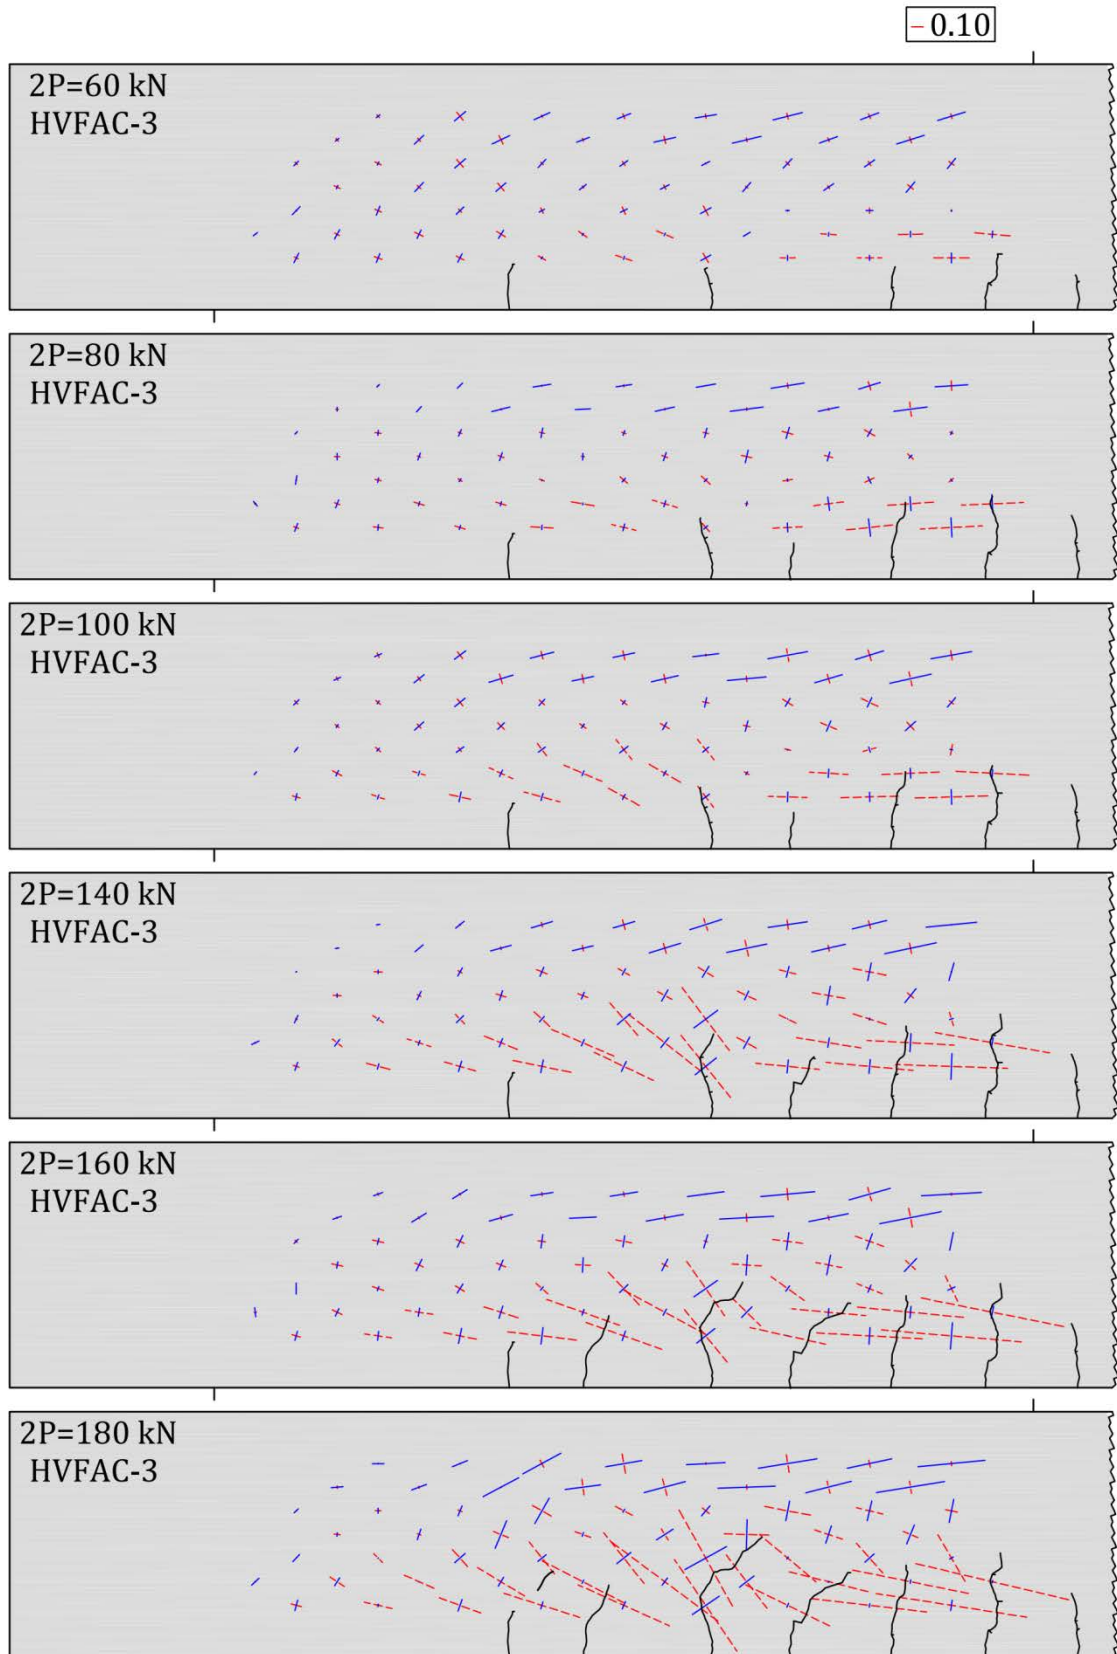 – 0.10
2P=60 kN
HVFAC-3
2P=80 kN
HVFAC-3
2P=100 kN
HVFAC-3
2P=140 kN
HVFAC-3
2P=160 kN
HVFAC-3
2P=180 kN
HVFAC-3